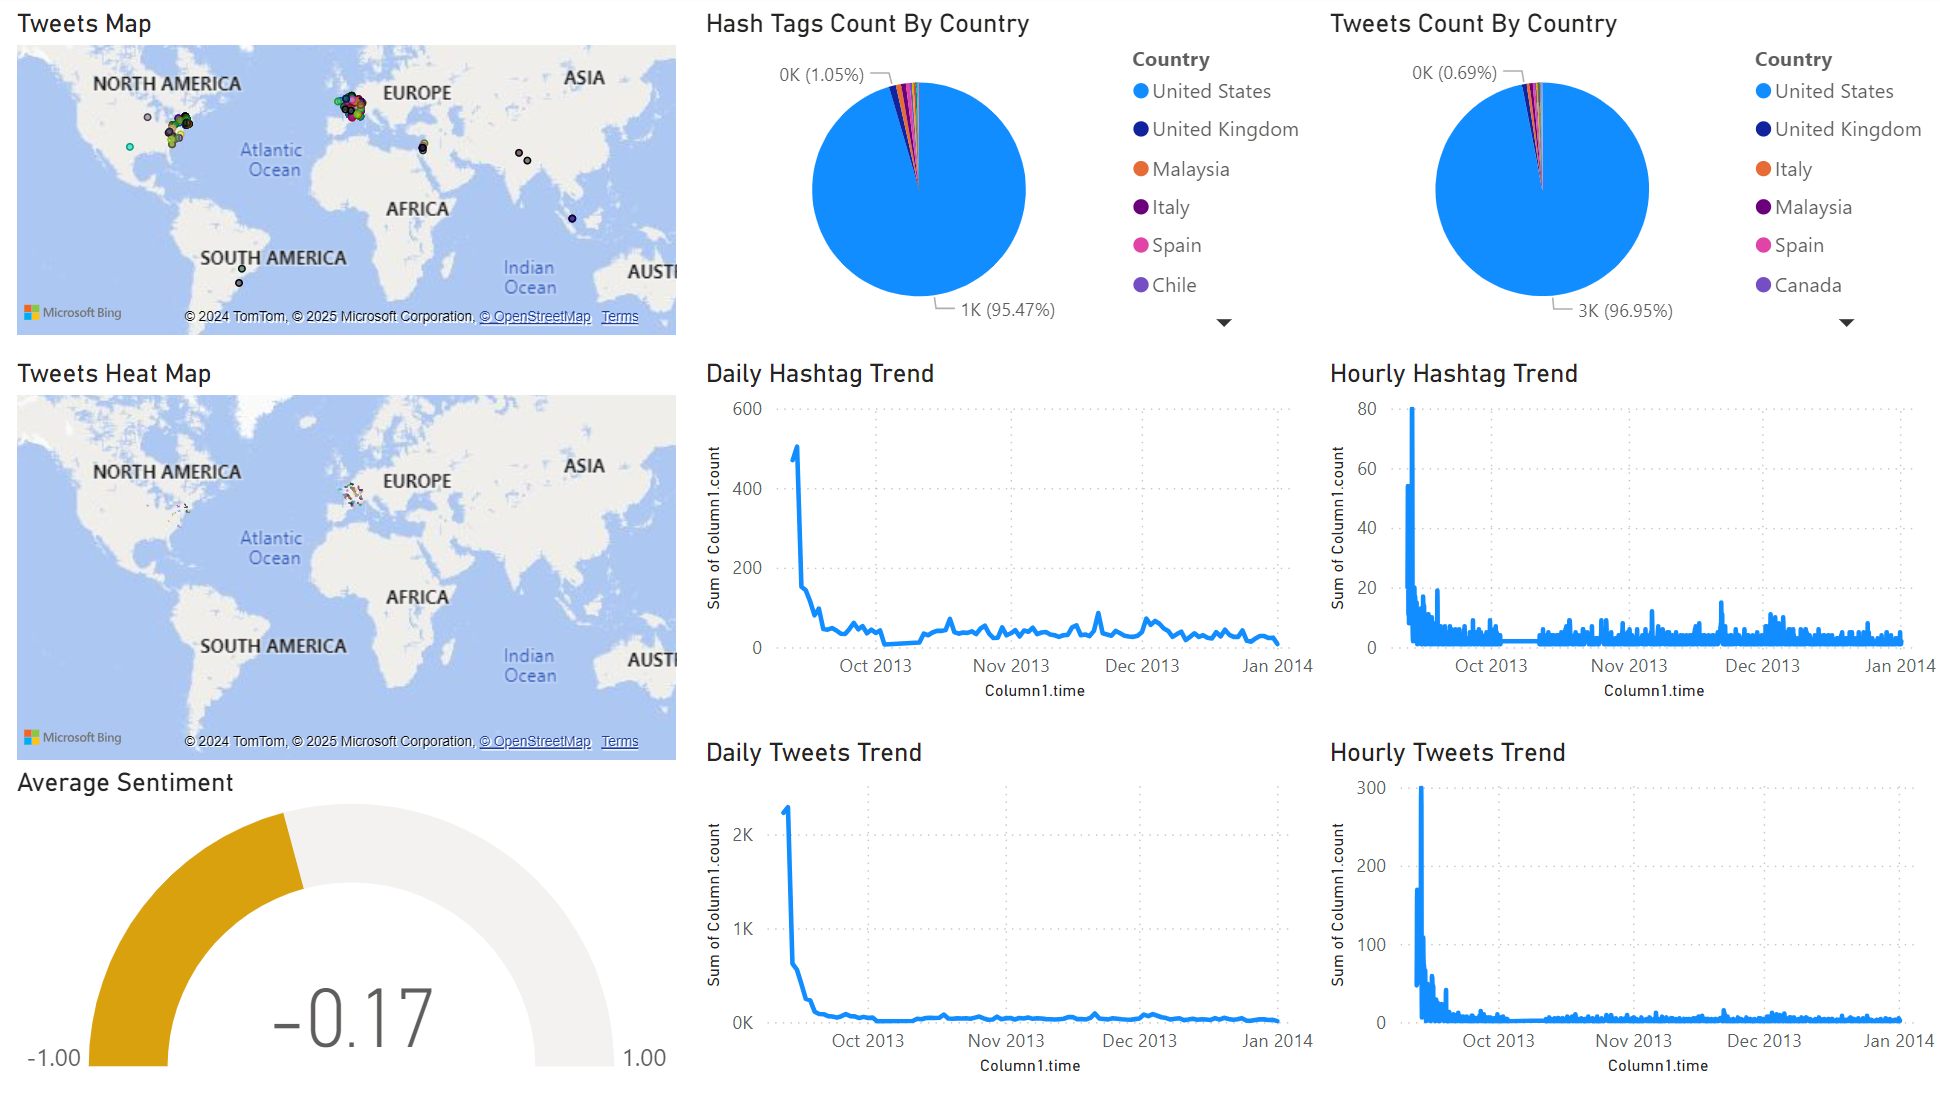 Tweets Map
NORTH AMERICA
EUROPE
ASIA
Atlantic
Ocean
AFRICA
SOUTH AMERICA
Indian
Ocean
AUSTI
Microsoft Bing
© 2024 TomTom, © 2025 Microsoft Corporation, © OpenStreetMap Terms
Hash Tags Count By Country
0K (1.05%)
1K (95.47%)
Country
United States
United Kingdom
Malaysia
Italy
Spain
Chile
Tweets Count By Country
0K (0.69%)
3K (96.95%)
Country
United States
United Kingdom
Italy
Malaysia
Spain
Canada
Tweets Heat Map
NORTH AMERICA
EUROPE
ASIA
Atlantic
Ocean
AFRICA
SOUTH AMERICA
Indian
Ocean
AUSTI
Microsoft Bing
© 2024 TomTom, © 2025 Microsoft Corporation, © OpenStreetMap Terms
Daily Hashtag Trend
Sum of Column1.count
600
400
200
0
Oct 2013 Nov 2013 Dec 2013 Jan 2014
Column1.time
Hourly Hashtag Trend
Sum of Column1.count
80
60
40
20
0
Oct 2013 Nov 2013 Dec 2013 Jan 2014
Column1.time
Average Sentiment
-0.17
-1.00
1.00
Daily Tweets Trend
Sum of Column1.count
2K
1K
0K
Oct 2013 Nov 2013 Dec 2013 Jan 2014
Column1.time
Hourly Tweets Trend
Sum of Column1.count
300
200
100
0
Oct 2013 Nov 2013 Dec 2013 Jan 2014
Column1.time